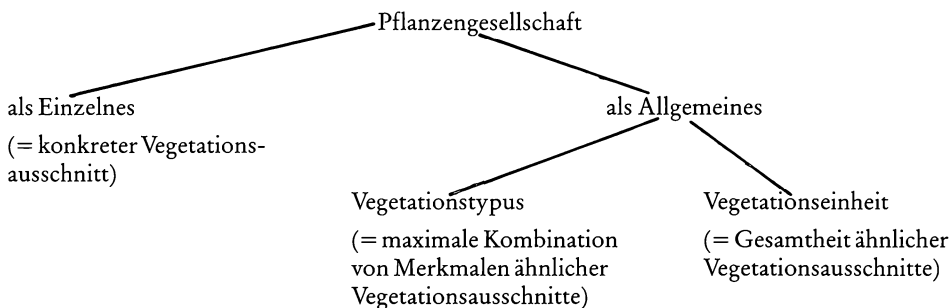 Pflanzengesellschaft
als Einzelnes
(= konkreter Vegetations-
ausschnitt)
als Allgemeines
Vegetationstypus
(= maximale Kombination
von Merkmalen ähnlicher
Vegetationsausschnitte)
Vegetationseinheit
(= Gesamtheit ähnlicher
Vegetationsausschnitte)